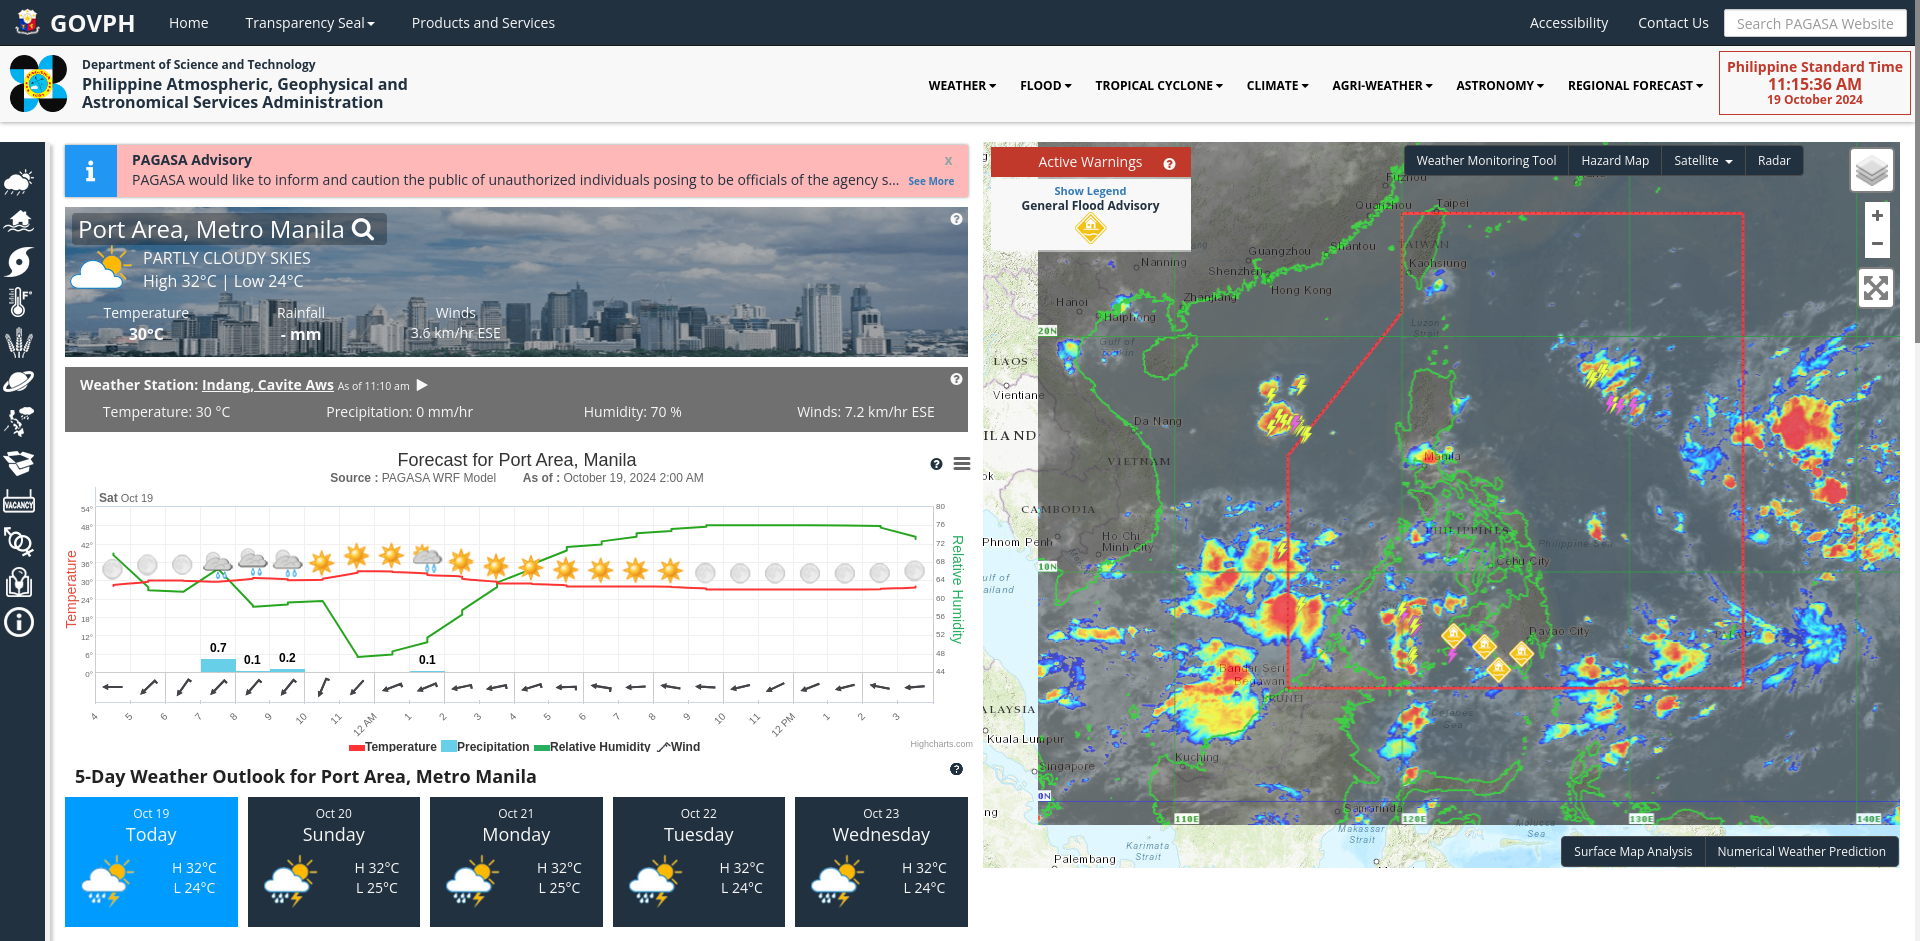 GOVPH
Home
Transparency Seal
Products and Services
Accessibility
Contact Us
Search PAGASA Website
Department of Science and Technology
Philippine Atmospheric, Geophysical and
Astronomical Services Administration
WEATHER
FLOOD
TROPICAL CYCLONE
CLIMATE
AGRI-WEATHER
ASTRONOMY
REGIONAL FORECAST
Philippine Standard Time
11:15:36 AM
19 October 2024
VACANCY
PAGASA Advisory
x
PAGASA would like to inform and caution the public of unauthorized individuals posing to be officials of the agency s...
See More
Port Area, Metro Manila
PARTLY CLOUDY SKIES
High 32°C | Low 24°C
Temperature
Rainfall
Winds
30°C
- mm
3.6 km/hr ESE
Weather Station: Indang, Cavite Aws As of 11:10 am
Temperature: 30 °C
Precipitation: 0 mm/hr
Humidity: 70 %
Winds: 7.2 km/hr ESE
Forecast for Port Area, Manila
Source : PAGASA WRF Model
As of : October 19, 2024 2:00 AM
Sat Oct 19
54°
48°
42°
36°
30°
24°
18°
12°
6°
0°
Temperature
80
76
72
68
64
60
56
52
48
44
Relative Humidity
0.7
0.1
0.2
0.1
4
5
6
7
8
9
10
11
12 AM
1
2
3
4
5
6
7
8
9
10
11
12 PM
1
2
3
Temperature
Precipitation
Relative Humidity
Wind
Highcharts.com
5-Day Weather Outlook for Port Area, Metro Manila
Oct 19
Today
H 32°C
L 24°C
Oct 20
Sunday
H 32°C
L 25°C
Oct 21
Monday
H 32°C
L 25°C
Oct 22
Tuesday
H 32°C
L 24°C
Oct 23
Wednesday
H 32°C
L 24°C
Active Warnings
Show Legend
General Flood Advisory
Weather Monitoring Tool
Hazard Map
Satellite
Radar
+
−
Fuzhou
Quanzhou
Taipei
Guangzhou
Shantou
TAIWAN
Nanning
Shenzhen
Kaohsiung
Hong Kong
Hanoi
Zhanjiang
Haiphong
20N
Luzon
Strait
Gulf of
Tonkin
LAOS
Vientiane
Da Nang
ILAND
VIETNAM
Manila
ok
CAMBODIA
PHILIPPINES
Philippine Sea
Phnom Penh
Ho Chi
Minh City
10N
Cebu City
ulf of
ailand
Davao City
PALAU
Bandar Seri
Begawan
BRUNEI
ALAYSIA
Celebes
Sea
Kuala Lumpur
Kuching
Singapore
0N
Samarinda
110E
120E
130E
140E
ng
Makassar
Strait
Molucca
Sea
Karimata
Strait
Palembang
Surface Map Analysis
Numerical Weather Prediction